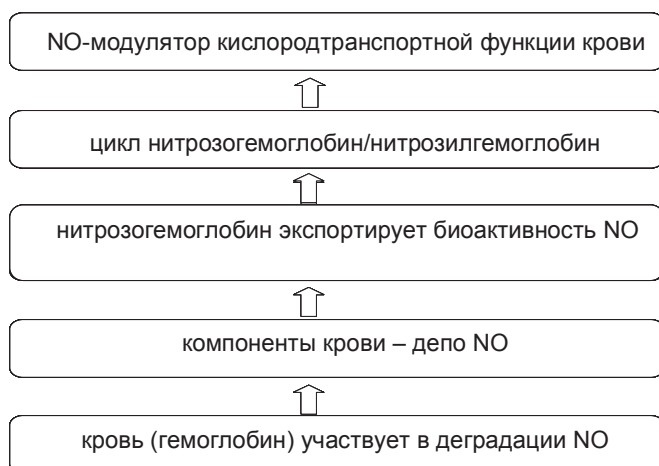 NO-модулятор кислородтранспортной функции крови
цикл нитрозогемоглобин/нитрозилгемоглобин
нитрозогемоглобин экспортирует биоактивность NO
компоненты крови – депо NO
кровь (гемоглобин) участвует в деградации NO